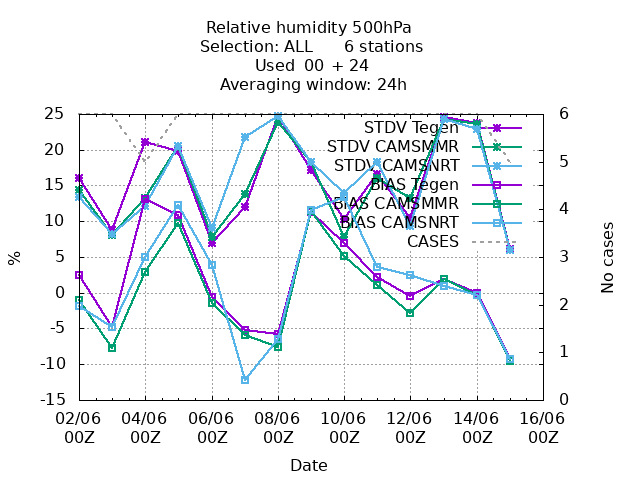 Relative humidity 500hPa
Selection: ALL 6 stations
Used 00 + 24
Averaging window: 24h
25
20
15
10
5
0
-5
-10
-15
%
6
5
4
3
2
1
0
No cases
STDV Tegen
STDV CAMSMMR
STDV CAMSNRT
BIAS Tegen
BIAS CAMSMMR
BIAS CAMSNRT
CASES
02/06 04/06 06/06 08/06 10/06 12/06 14/06 16/06
00Z 00Z 00Z 00Z 00Z 00Z 00Z 00Z
Date